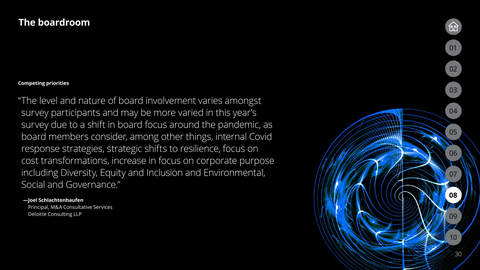 The boardroom
Competing priorities
“The level and nature of board involvement varies amongst
survey participants and may be more varied in this year’s
survey due to a shift in board focus around the pandemic, as
board members consider, among other things, internal Covid
response strategies, strategic shifts to resilience, focus on
cost transformations, increase in focus on corporate purpose
including Diversity, Equity and Inclusion and Environmental,
Social and Governance.”
—Joel Schlachtenhaufen
Principal, M&A Consultative Services
Deloitte Consulting LLP
01
02
03
04
05
06
07
08
09
10
30